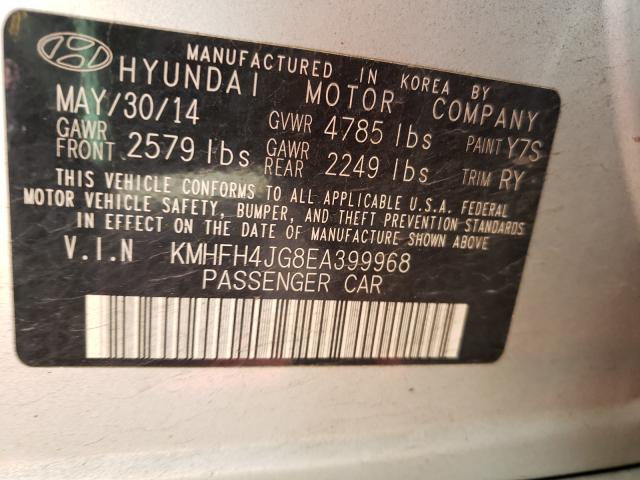 MANUFACTURED IN KOREA BY
HYUNDAI MOTOR COMPANY
MAY/30/14 GVWR 4785 lbs PAINT Y7S
GAWR FRONT 2579 lbs GAWR REAR 2249 lbs TRIM RY
THIS VEHICLE CONFORMS TO ALL APPLICABLE U.S.A. FEDERAL
MOTOR VEHICLE SAFETY, BUMPER, AND THEFT PREVENTION STANDARDS
IN EFFECT ON THE DATE OF MANUFACTURE SHOWN ABOVE
V.I.N KMHFH4JG8EA399968
PASSENGER CAR